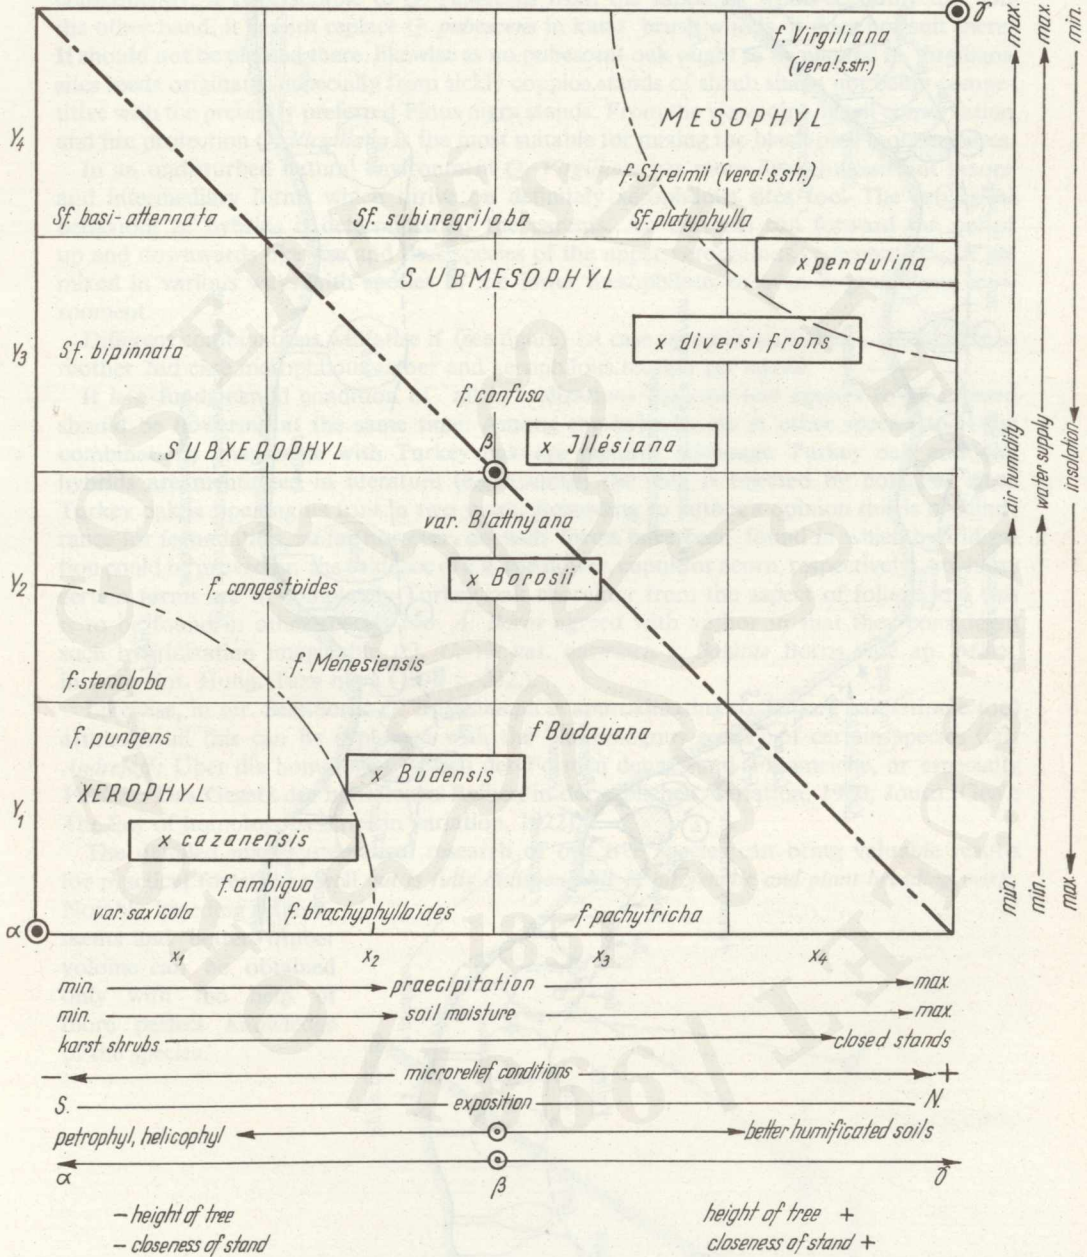 γ
f. Virgiliana
(vera! s.str.)
MESOPHYL
Y4
f. Streimii (vera! s.str.)
Sf. basi-attennata
Sf. subinegriloba
Sf. platyphylla
SUBMESOPHYL
x pendulina
Y3
Sf. bipinnata
x diversifrons
f. confusa
SUBXEROPHYL
β
x Illésiana
var. Blattnyana
Y2
f. congestoides
x Borosii
f. Ménesiensis
f. stenoloba
f. pungens
f Budayana
x Budensis
XEROPHYL
Y1
x cazanensis
f. ambigua
var. saxicola
f. brachyphylloides
f. pachytricha
α
x1
x2
x3
x4
max.
max.
min.
air humidity
water supply
insolation
min.
min.
max.
min. praecipitation max.
min. soil moisture max.
karst shrubs closed stands
− microrelief conditions +
S. exposition N.
petrophyl, helicophyl better humificated soils
α β γ
− height of tree
− closeness of stand
height of tree +
closeness of stand +